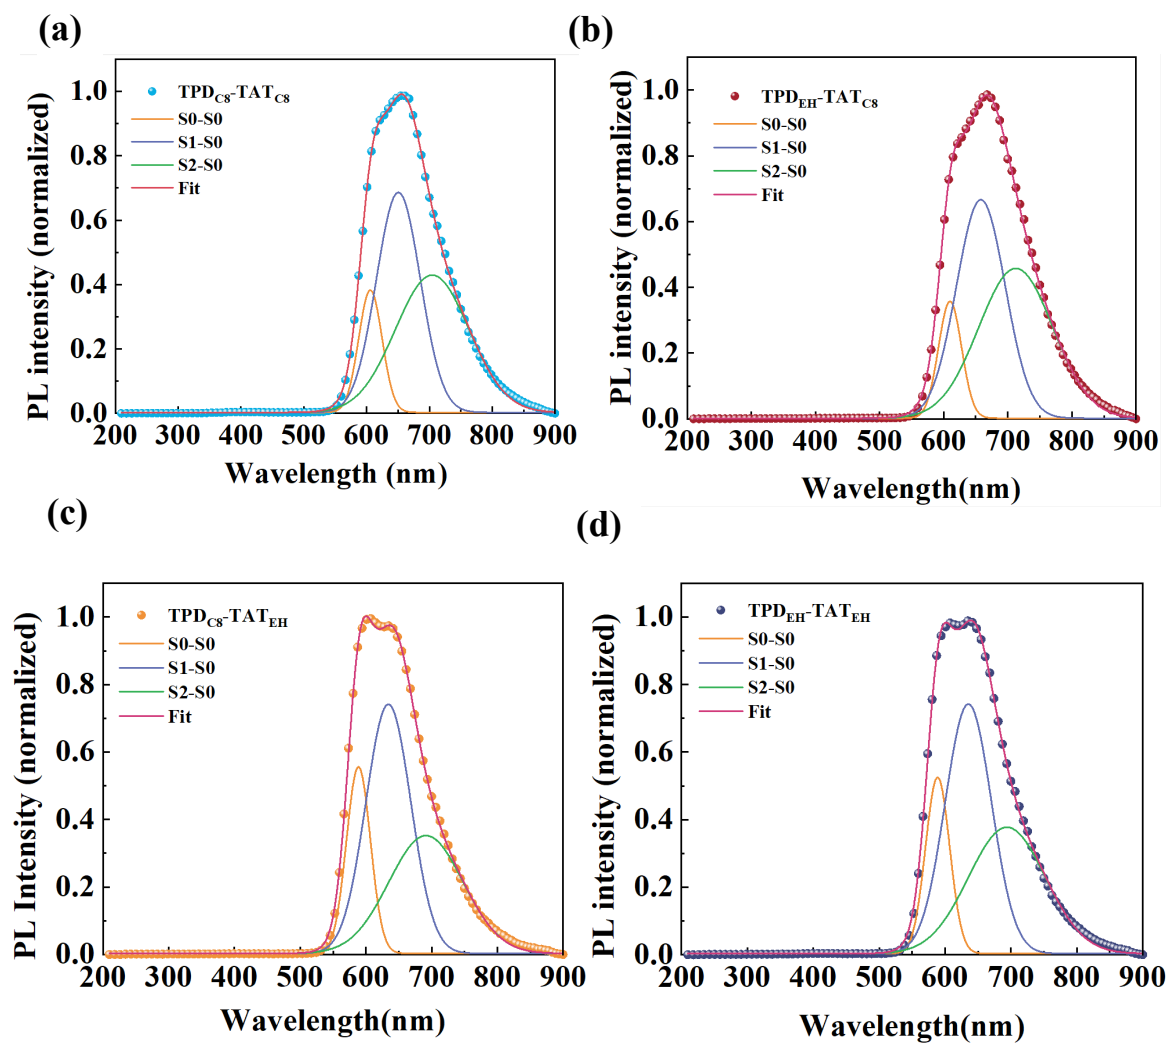 (a)
TPDC8-TATC8
S0-S0
S1-S0
S2-S0
Fit
PL intensity (normalized)
1.0
0.8
0.6
0.4
0.2
0.0
200 300 400 500 600 700 800 900
Wavelength (nm)
(b)
TPDEH-TATC8
S0-S0
S1-S0
S2-S0
Fit
PL intensity (normalized)
1.0
0.8
0.6
0.4
0.2
0.0
200 300 400 500 600 700 800 900
Wavelength(nm)
(c)
TPDC8-TATEH
S0-S0
S1-S0
S2-S0
Fit
PL Intensity (normalized)
1.0
0.8
0.6
0.4
0.2
0.0
200 300 400 500 600 700 800 900
Wavelength(nm)
(d)
TPDEH-TATEH
S0-S0
S1-S0
S2-S0
Fit
PL intensity (normalized)
1.0
0.8
0.6
0.4
0.2
0.0
200 300 400 500 600 700 800 900
Wavelength(nm)